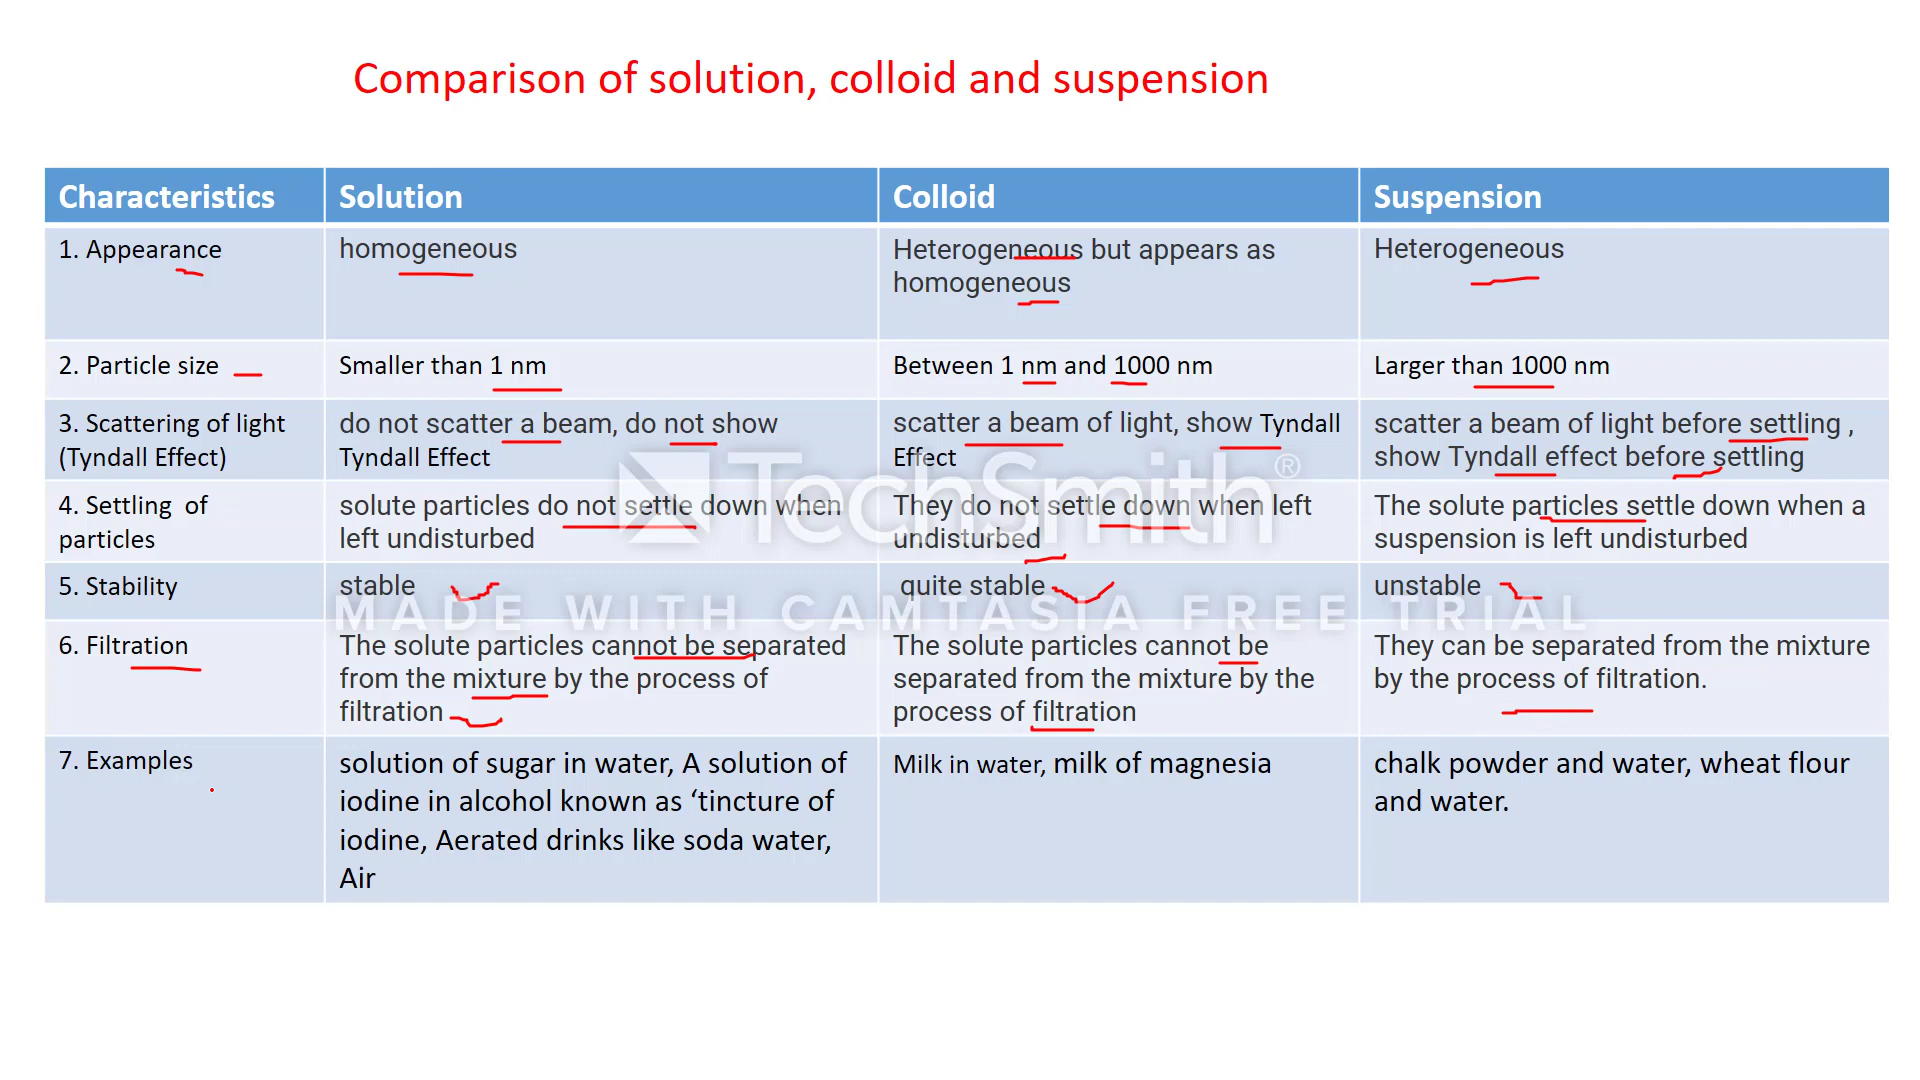 Comparison of solution, colloid and suspension
Characteristics
Solution
Colloid
Suspension
1. Appearance
homogeneous
Heterogeneous but appears as
homogeneous
Heterogeneous
2. Particle size
Smaller than 1 nm
Between 1 nm and 1000 nm
Larger than 1000 nm
3. Scattering of light
(Tyndall Effect)
do not scatter a beam, do not show
Tyndall Effect
scatter a beam of light, show Tyndall
Effect
scatter a beam of light before settling ,
show Tyndall effect before settling
4. Settling of
particles
solute particles do not settle down when
left undisturbed
They do not settle down when left
undisturbed
The solute particles settle down when a
suspension is left undisturbed
5. Stability
stable
quite stable
unstable
6. Filtration
The solute particles cannot be separated
from the mixture by the process of
filtration
The solute particles cannot be
separated from the mixture by the
process of filtration
They can be separated from the mixture
by the process of filtration.
7. Examples
solution of sugar in water, A solution of
iodine in alcohol known as ‘tincture of
iodine, Aerated drinks like soda water,
Air
Milk in water, milk of magnesia
chalk powder and water, wheat flour
and water.
TechSmith®
MADE WITH CAMTASIA FREE TRIAL